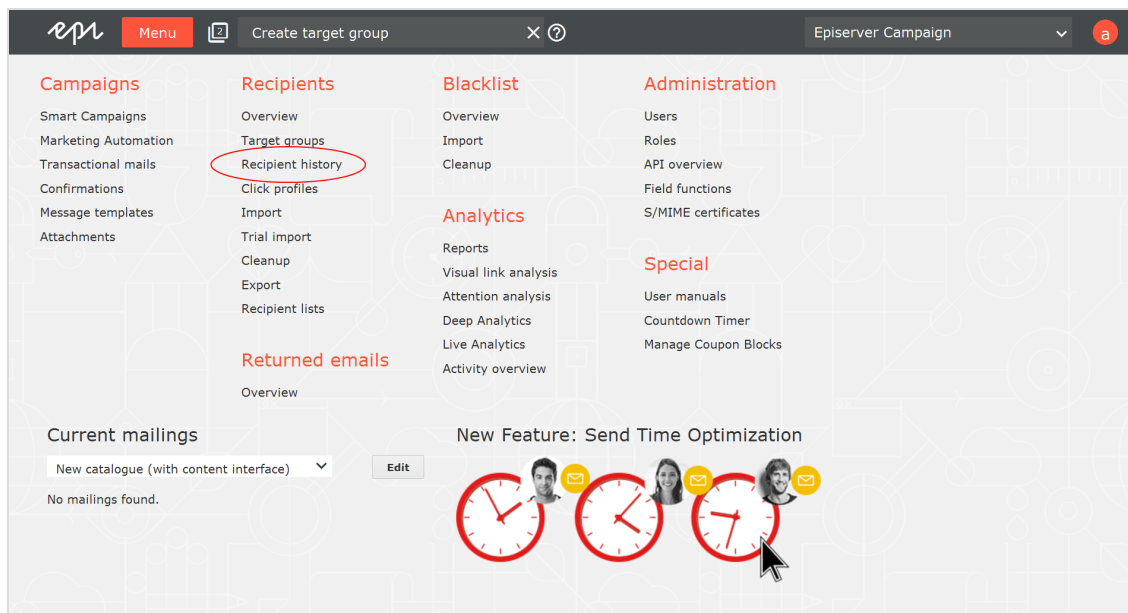 epi
Menu
2
Create target group
Episerver Campaign
a
Campaigns
Smart Campaigns
Marketing Automation
Transactional mails
Confirmations
Message templates
Attachments
Recipients
Overview
Target groups
Recipient history
Click profiles
Import
Trial import
Cleanup
Export
Recipient lists
Returned emails
Overview
Blacklist
Overview
Import
Cleanup
Analytics
Reports
Visual link analysis
Attention analysis
Deep Analytics
Live Analytics
Activity overview
Administration
Users
Roles
API overview
Field functions
S/MIME certificates
Special
User manuals
Countdown Timer
Manage Coupon Blocks
Current mailings
New catalogue (with content interface)
Edit
No mailings found.
New Feature: Send Time Optimization